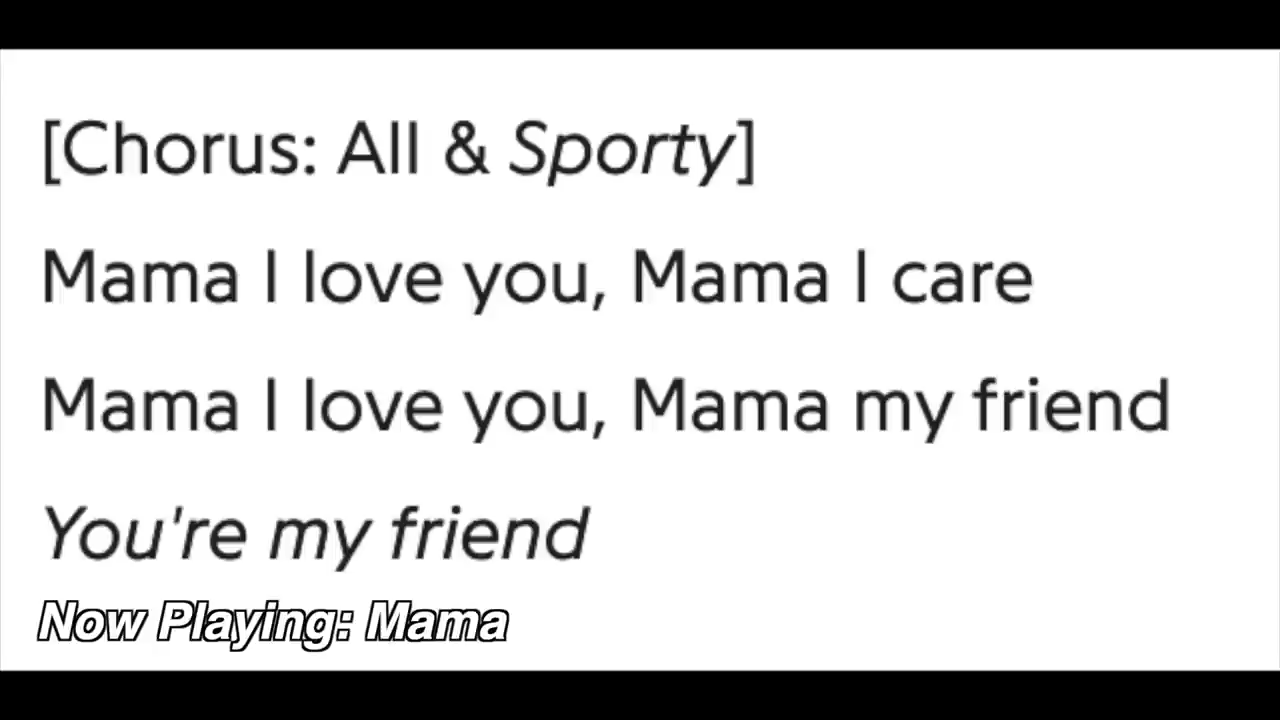 [Chorus: All & Sporty]
Mama I love you, Mama I care
Mama I love you, Mama my friend
You're my friend
Now Playing: Mama